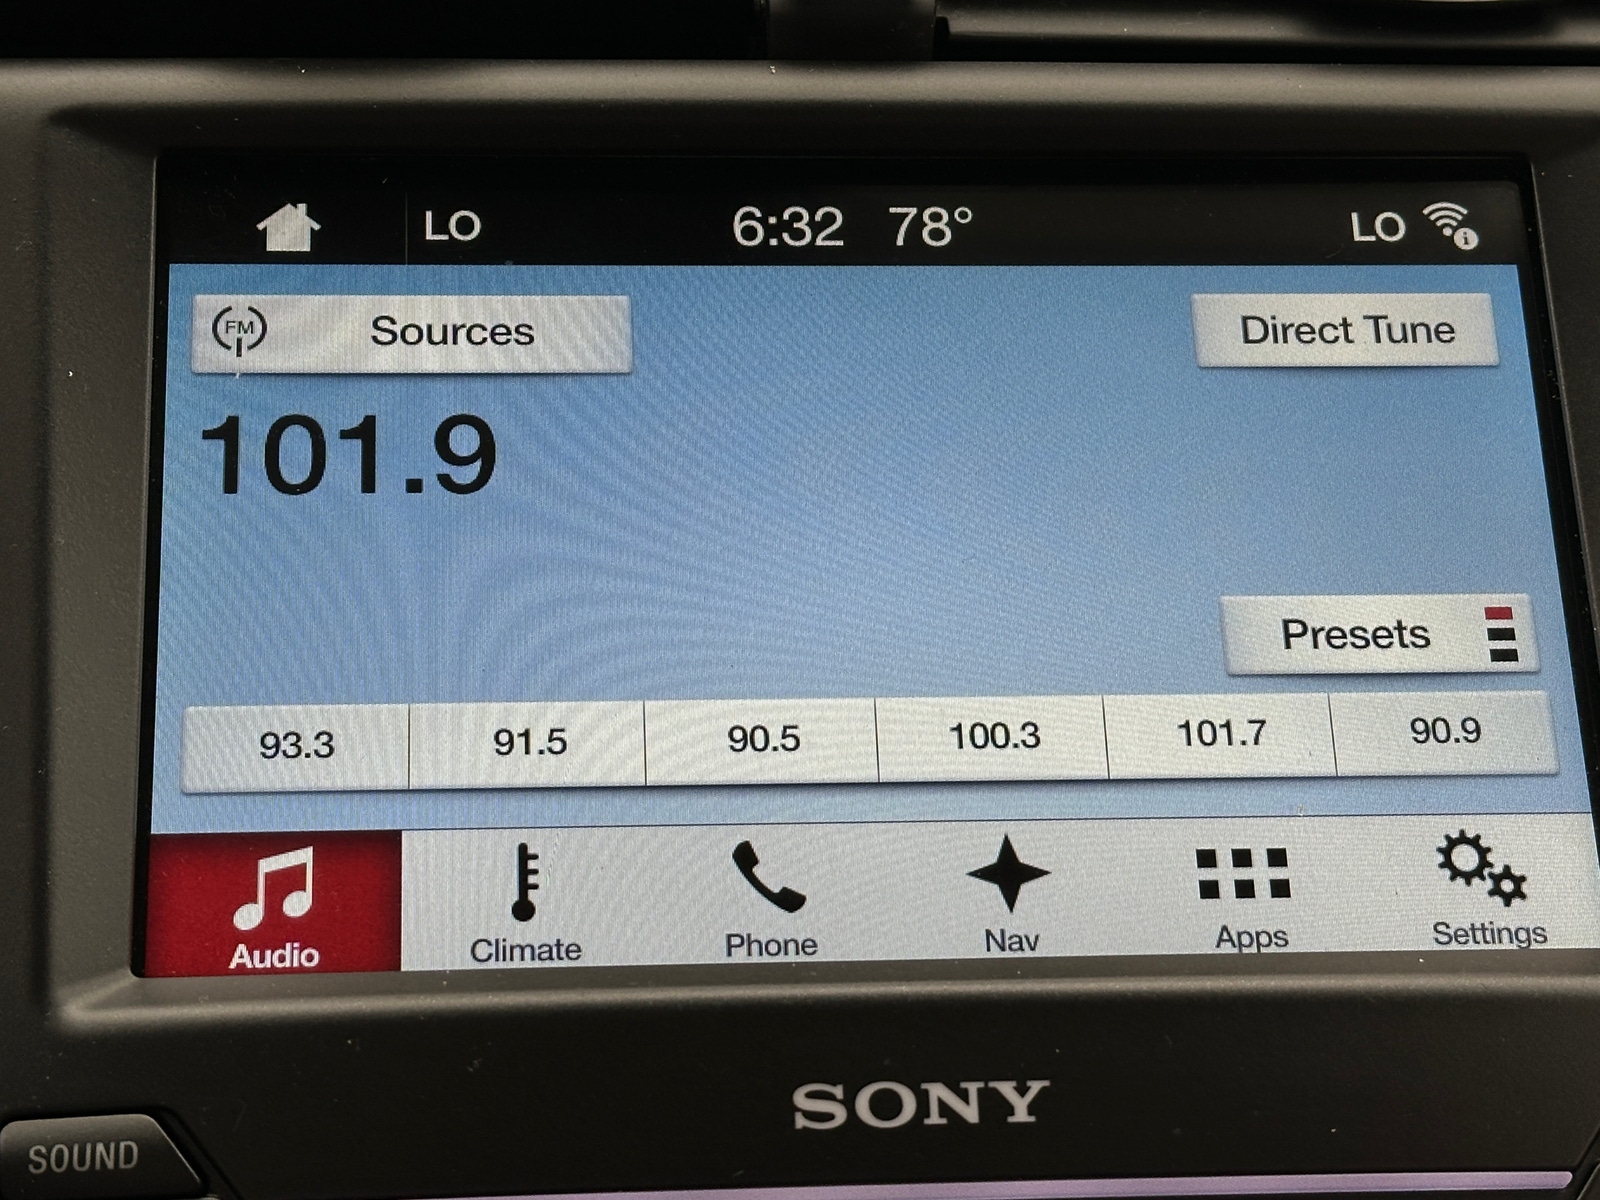 LO 6:32 78° LO
FM Sources Direct Tune
101.9
Presets
93.3 91.5 90.5 100.3 101.7 90.9
Audio Climate Phone Nav Apps Settings
SONY
SOUND